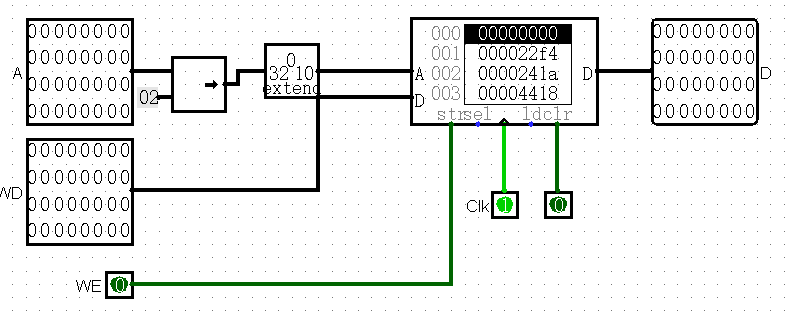 A
00000000
00000000
00000000
00000000
02
0
32 10
extend
000 00000000
001 000022f4
002 0000241a
003 00004418
A
D
D
str sel ld clr
00000000
00000000
00000000
00000000
D
WD
00000000
00000000
00000000
00000000
Clk 1
0
WE 0